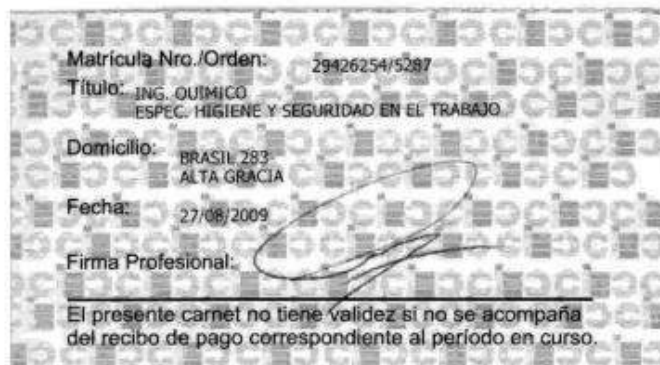 Matrícula Nro./Orden: 29426254/5287
Título: ING. QUIMICO
ESPEC. HIGIENE Y SEGURIDAD EN EL TRABAJO
Domicilio: BRASIL 283
ALTA GRACIA
Fecha: 27/08/2009
Firma Profesional:
El presente carnet no tiene validez si no se acompaña
del recibo de pago correspondiente al período en curso.